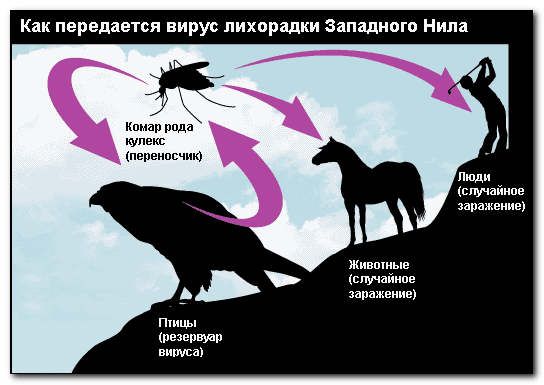 Как передается вирус лихорадки Западного Нила
Комар рода
кулекс
(переносчик)
Люди
(случайное
заражение)
Животные
(случайное
заражение)
Птицы
(резервуар
вируса)